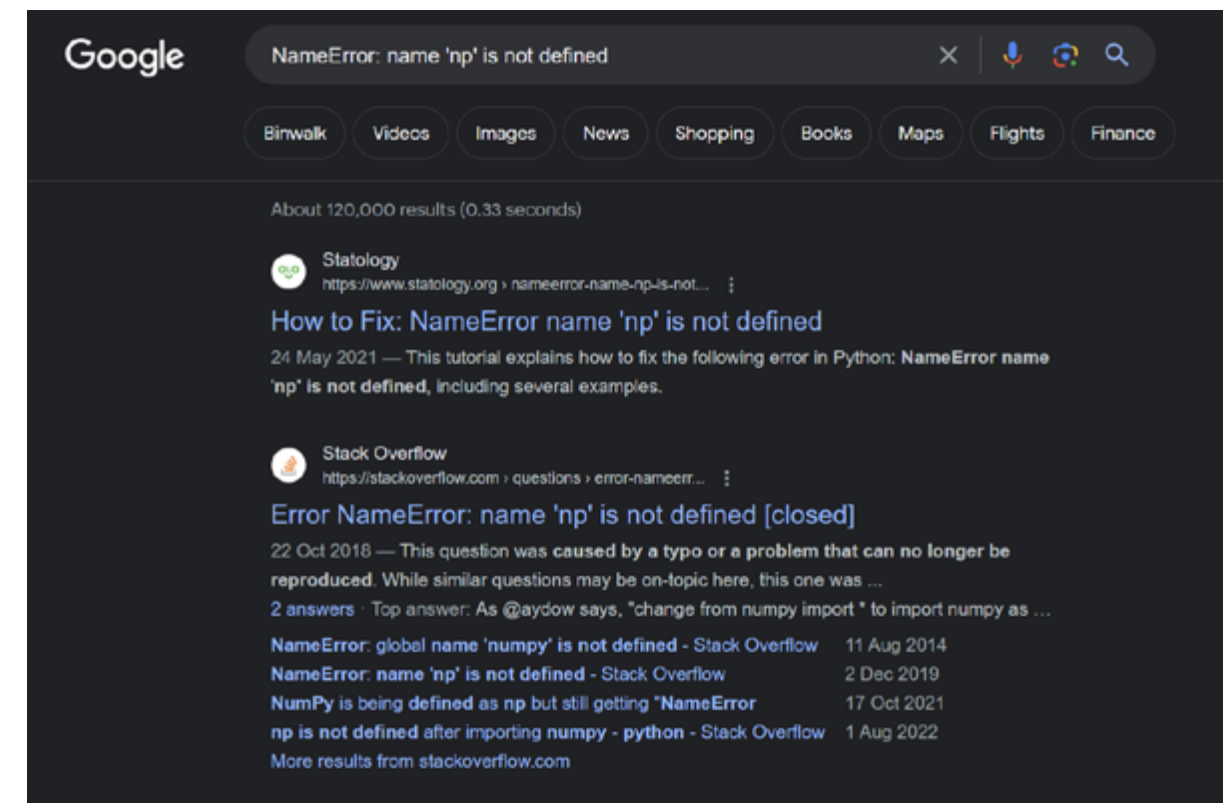 Google
NameError: name 'np' is not defined
Binwalk Videos Images News Shopping Books Maps Flights Finance
About 120,000 results (0.33 seconds)
Statology
https://www.statology.org › nameerror-name-np-is-not...
How to Fix: NameError name 'np' is not defined
24 May 2021 — This tutorial explains how to fix the following error in Python: NameError name
'np' is not defined, including several examples.
Stack Overflow
https://stackoverflow.com › questions › error-nameerr...
Error NameError: name 'np' is not defined [closed]
22 Oct 2018 — This question was caused by a typo or a problem that can no longer be
reproduced. While similar questions may be on-topic here, this one was ...
2 answers · Top answer: As @aydow says, "change from numpy import * to import numpy as ...
NameError: global name 'numpy' is not defined - Stack Overflow 11 Aug 2014
NameError: name 'np' is not defined - Stack Overflow 2 Dec 2019
NumPy is being defined as np but still getting "NameError 17 Oct 2021
np is not defined after importing numpy - python - Stack Overflow 1 Aug 2022
More results from stackoverflow.com